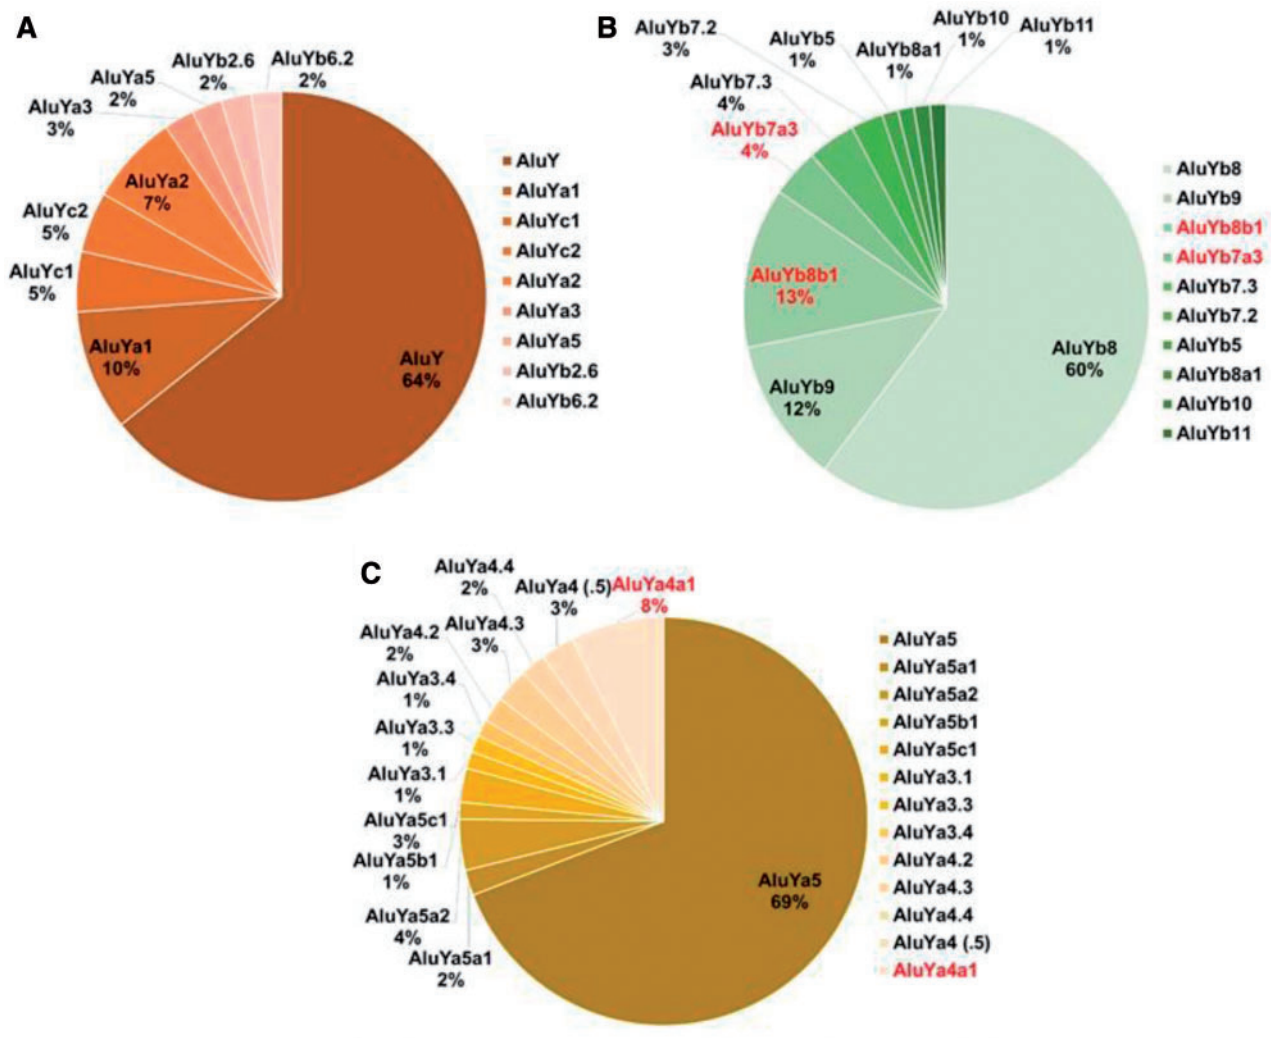 A
AluYb2.6
2%
AluYb6.2
2%
AluYa5
2%
AluYa3
3%
AluYa2
7%
AluYc2
5%
AluYc1
5%
AluYa1
10%
AluY
64%
AluY
AluYa1
AluYc1
AluYc2
AluYa2
AluYa3
AluYa5
AluYb2.6
AluYb6.2
B
AluYb7.2
3%
AluYb5
1%
AluYb8a1
1%
AluYb10
1%
AluYb11
1%
AluYb7.3
4%
AluYb7a3
4%
AluYb8b1
13%
AluYb9
12%
AluYb8
60%
AluYb8
AluYb9
AluYb8b1
AluYb7a3
AluYb7.3
AluYb7.2
AluYb5
AluYb8a1
AluYb10
AluYb11
C
AluYa4.4
2%
AluYa4 (.5)
3%
AluYa4a1
8%
AluYa4.3
3%
AluYa4.2
2%
AluYa3.4
1%
AluYa3.3
1%
AluYa3.1
1%
AluYa5c1
3%
AluYa5b1
1%
AluYa5a2
4%
AluYa5a1
2%
AluYa5
69%
AluYa5
AluYa5a1
AluYa5a2
AluYa5b1
AluYa5c1
AluYa3.1
AluYa3.3
AluYa3.4
AluYa4.2
AluYa4.3
AluYa4.4
AluYa4 (.5)
AluYa4a1